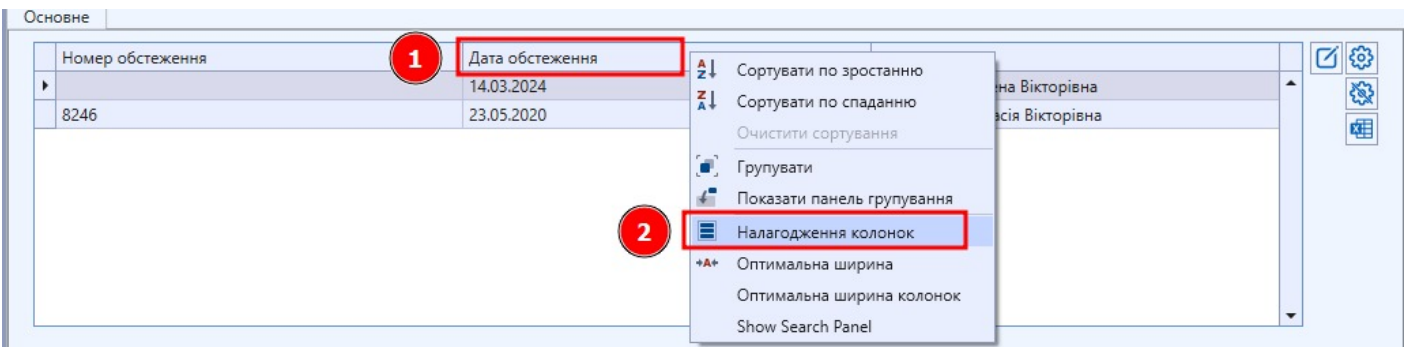 Основне
Номер обстеження
1
Дата обстеження
14.03.2024
Вікторівна
8246
23.05.2020
Вікторівна
Сортувати по зростанню
Сортувати по спаданню
Очистити сортування
Групувати
Показати панель групування
2
Налагодження колонок
Оптимальна ширина
Оптимальна ширина колонок
Show Search Panel